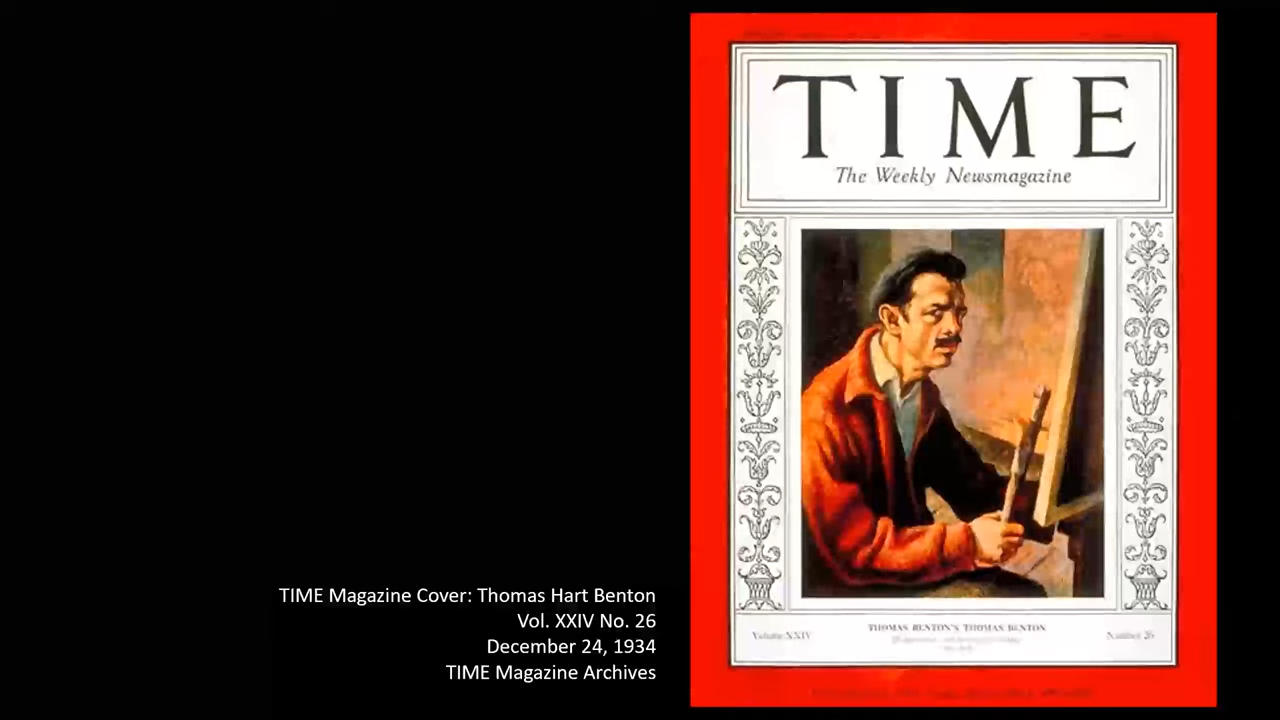 TIME
The Weekly Newsmagazine
Volume XXIV
THOMAS BENTON'S THOMAS BENTON
Number 26
TIME Magazine Cover: Thomas Hart Benton
Vol. XXIV No. 26
December 24, 1934
TIME Magazine Archives